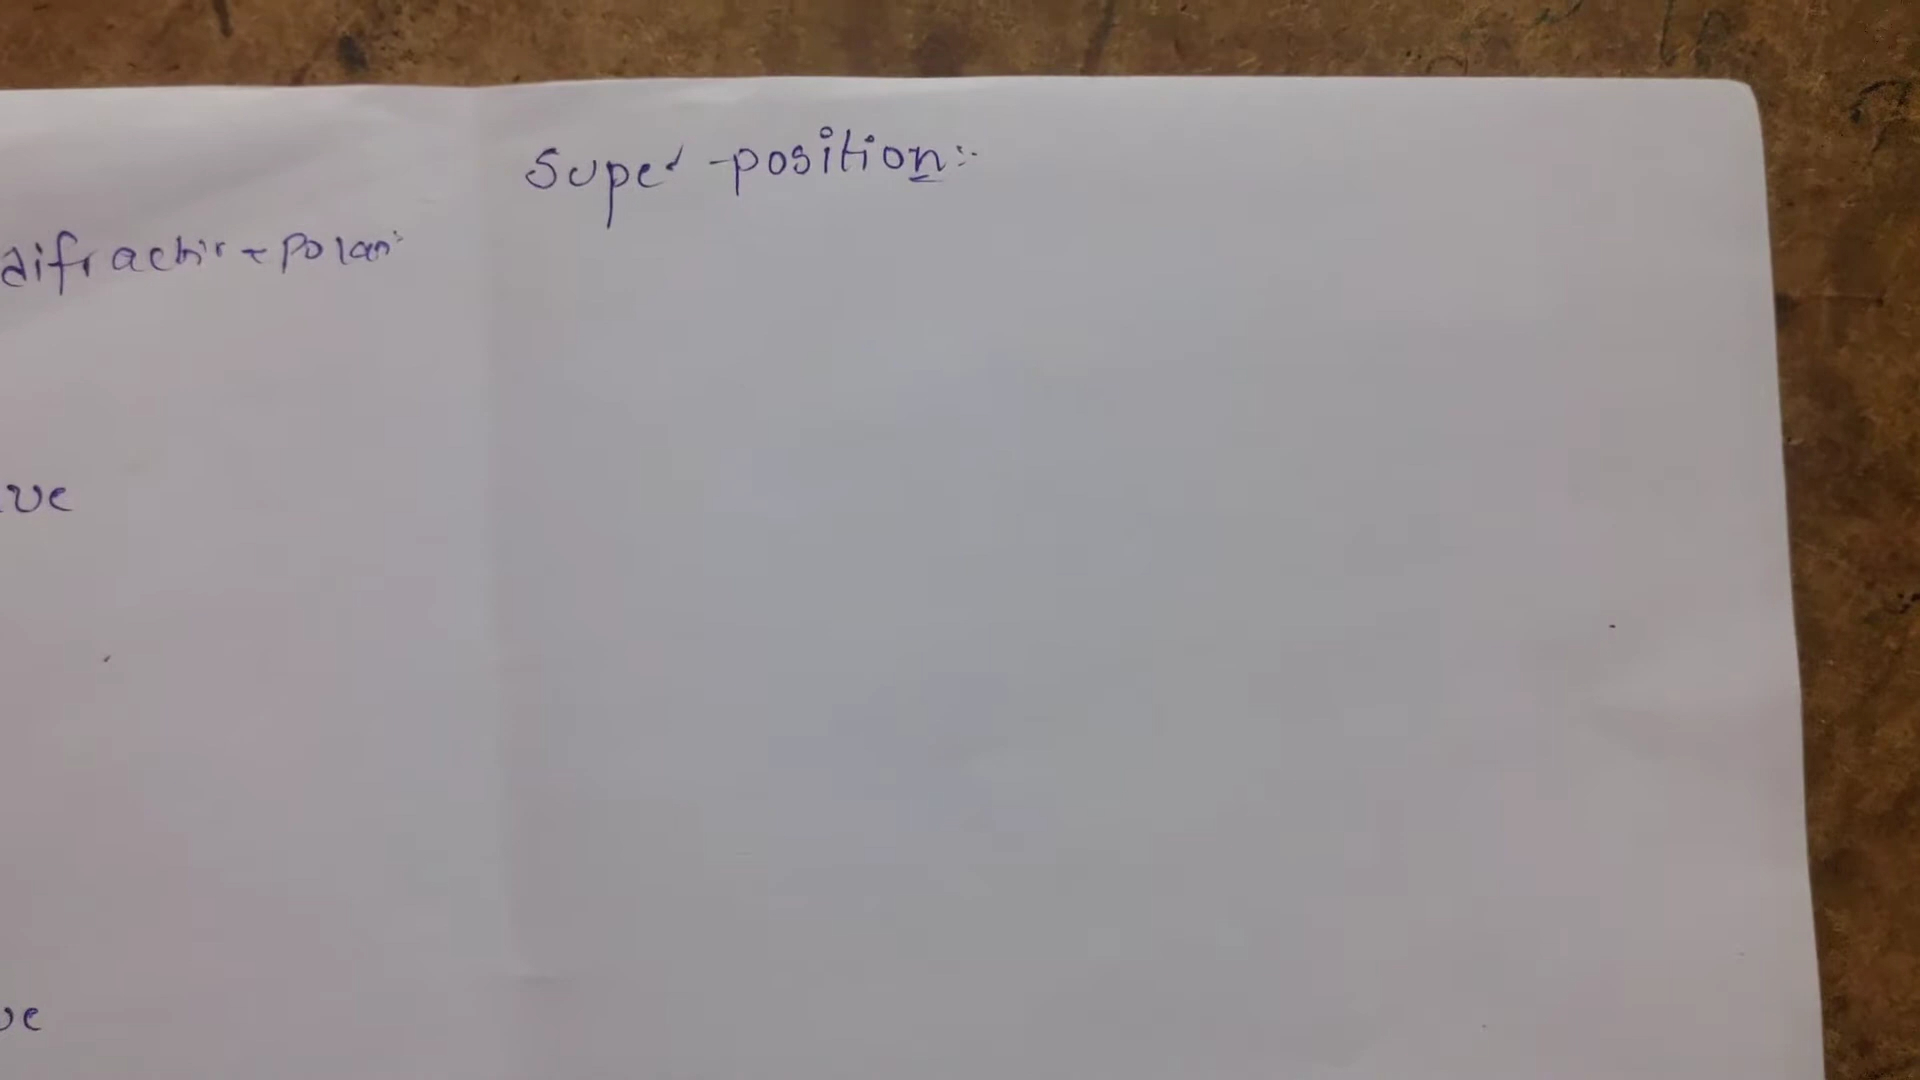 Super-position:-
difraction + Polari
ve
ve